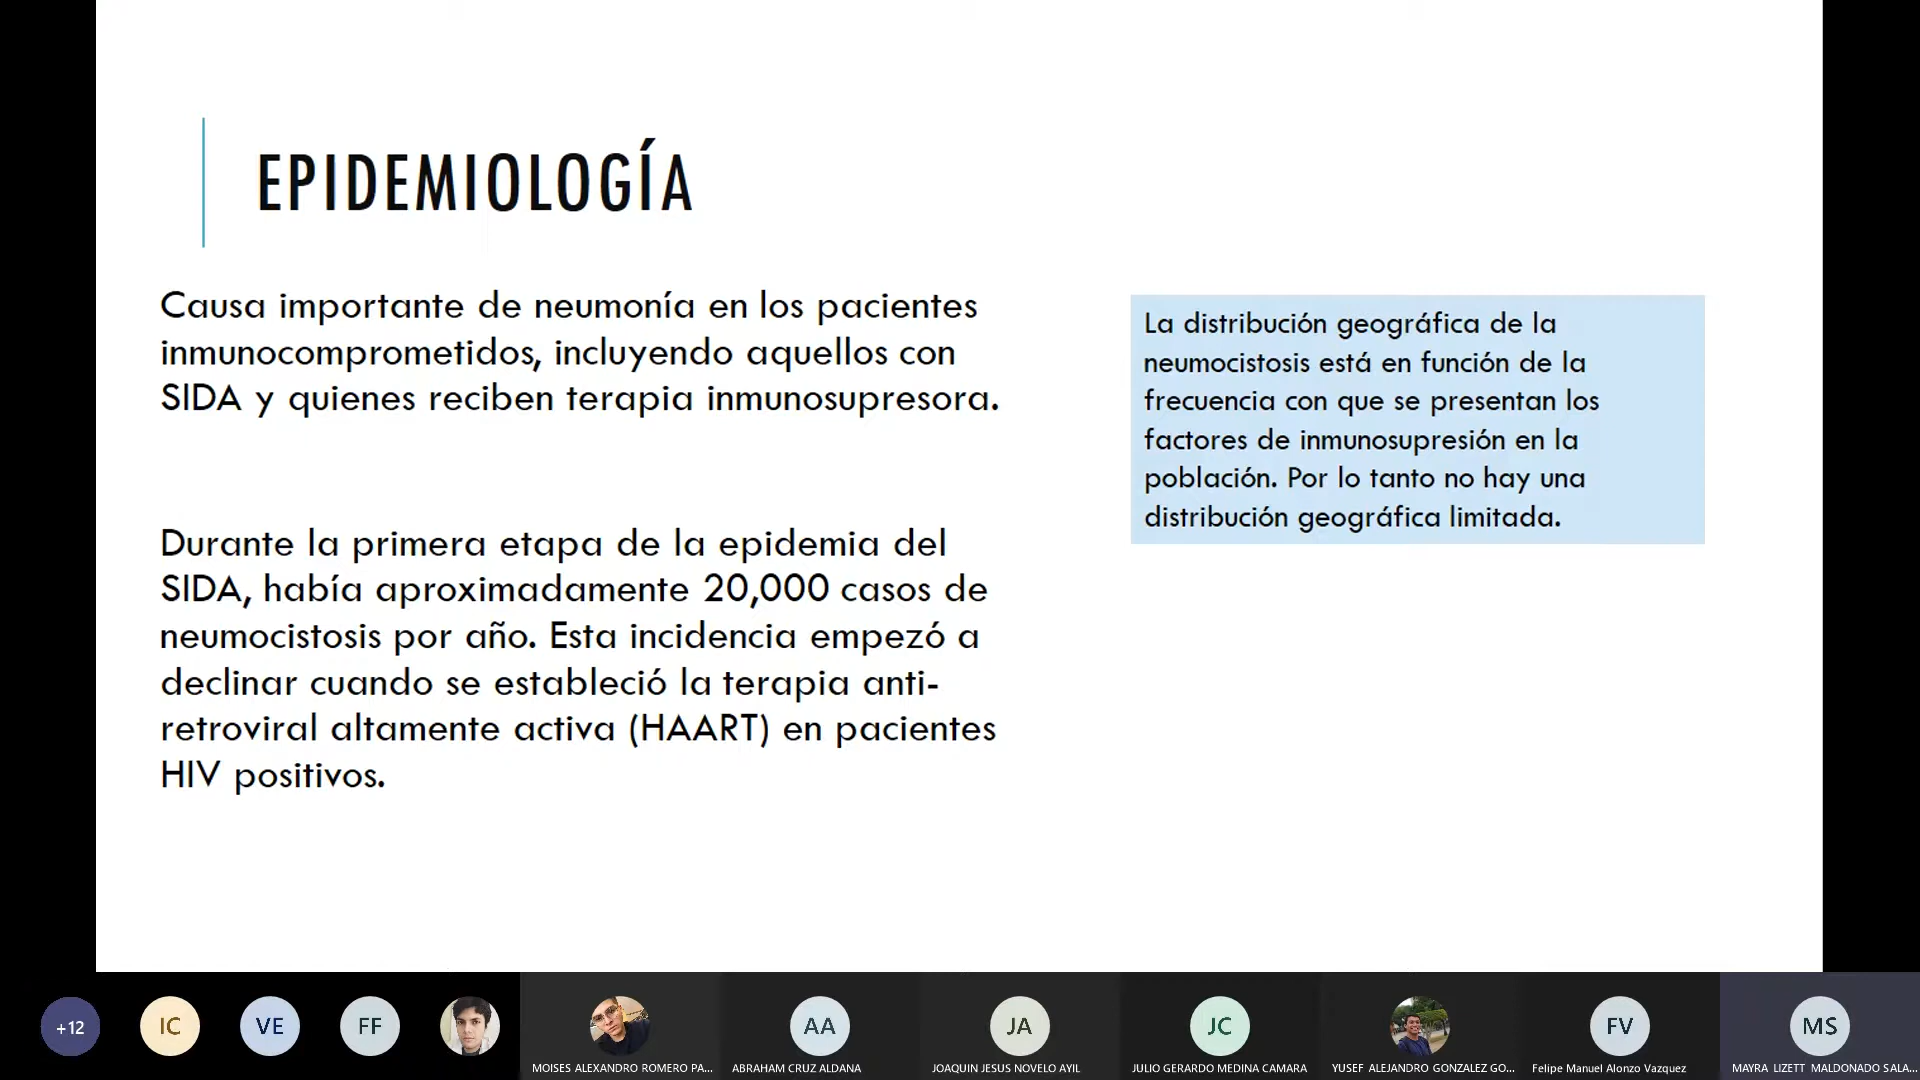 EPIDEMIOLOGÍA
Causa importante de neumonía en los pacientes
inmunocomprometidos, incluyendo aquellos con
SIDA y quienes reciben terapia inmunosupresora.
Durante la primera etapa de la epidemia del
SIDA, había aproximadamente 20,000 casos de
neumocistosis por año. Esta incidencia empezó a
declinar cuando se estableció la terapia anti-
retroviral altamente activa (HAART) en pacientes
HIV positivos.
La distribución geográfica de la
neumocistosis está en función de la
frecuencia con que se presentan los
factores de inmunosupresión en la
población. Por lo tanto no hay una
distribución geográfica limitada.
+12
IC
VE
FF
MOISES ALEXANDRO ROMERO PA...
AA
ABRAHAM CRUZ ALDANA
JA
JOAQUIN JESUS NOVELO AYIL
JC
JULIO GERARDO MEDINA CAMARA
YUSEF ALEJANDRO GONZALEZ GO...
FV
Felipe Manuel Alonzo Vazquez
MS
MAYRA LIZETT MALDONADO SALA...